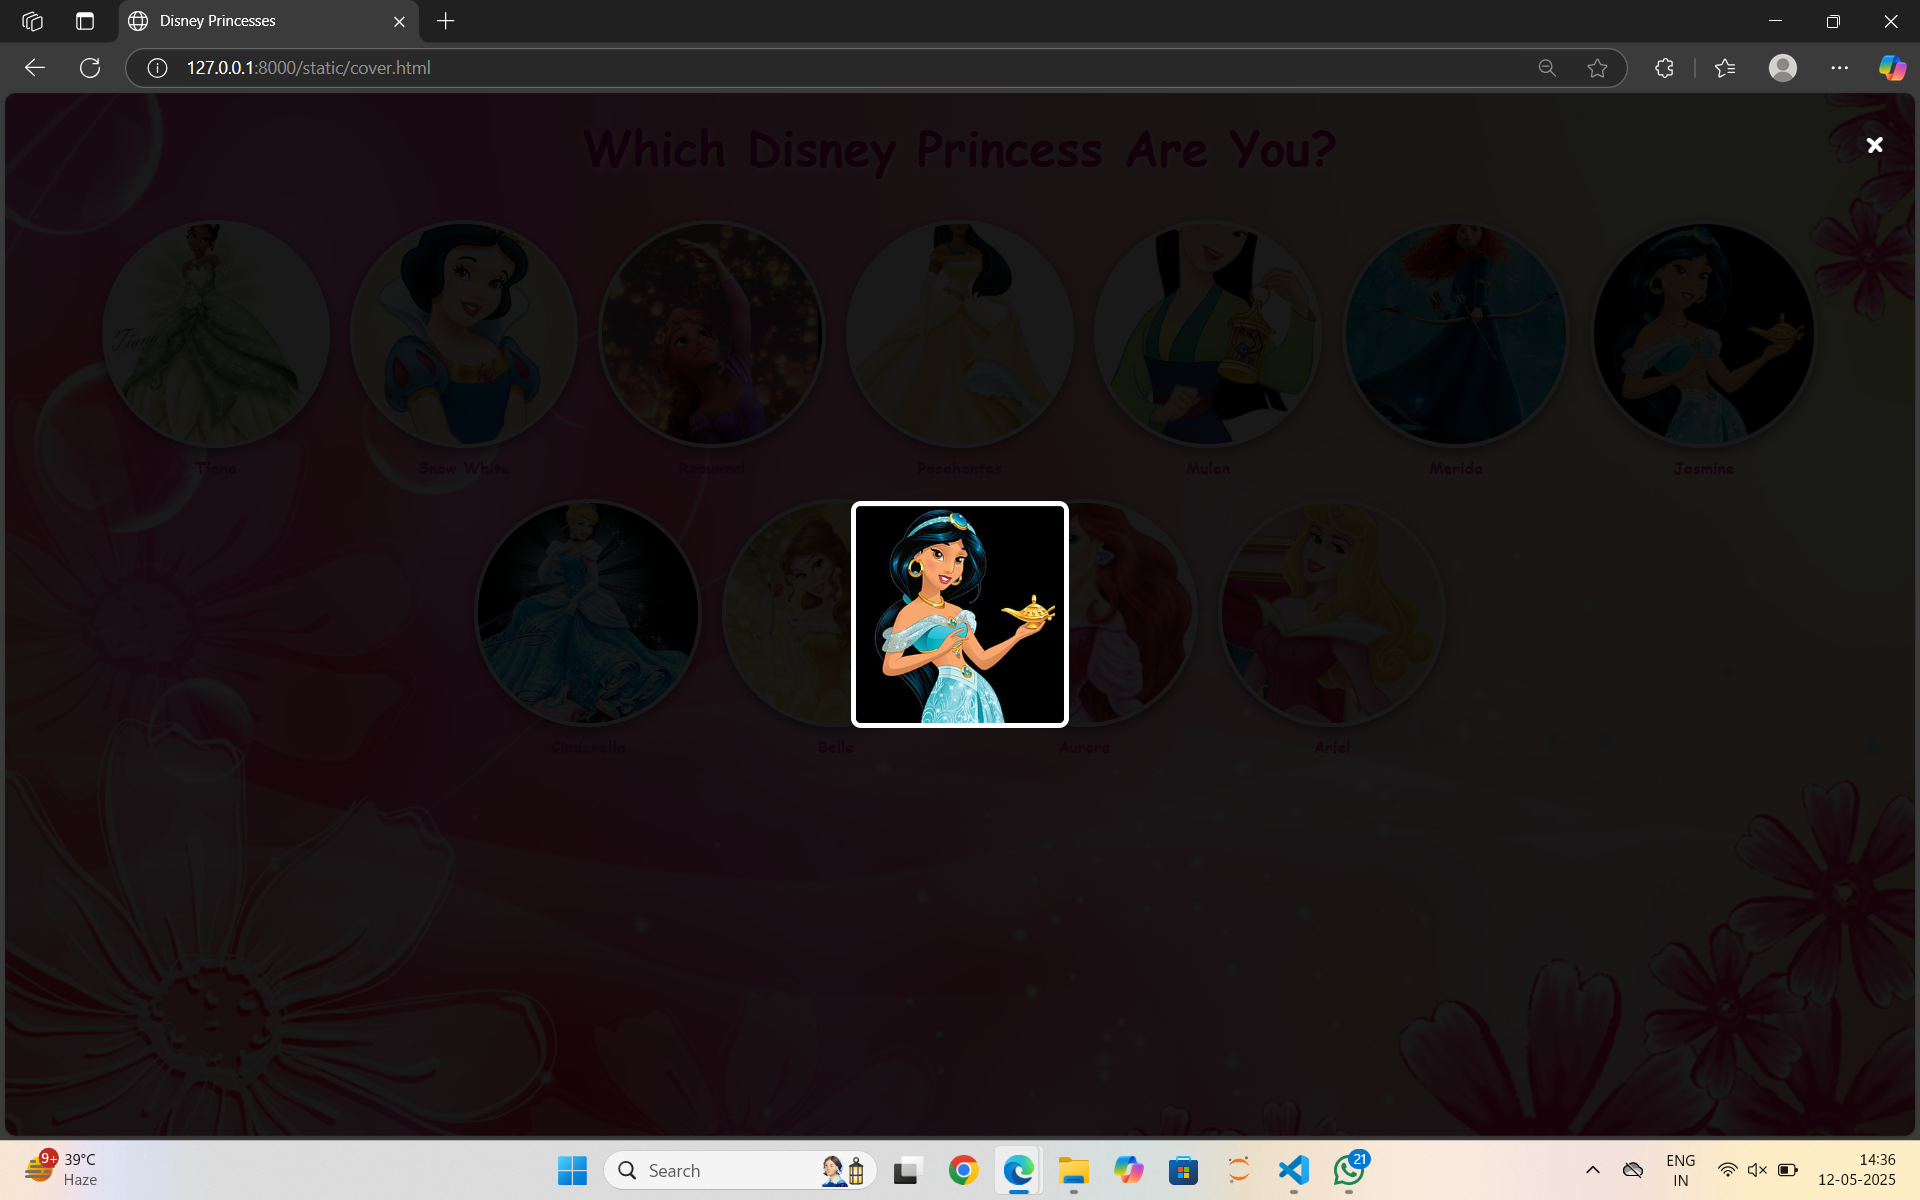 Disney Princesses
127.0.0.1:8000/static/cover.html
Which Disney Princess Are You?
Tiana
Tiana
Snow White
Rapunzel
Pocahontas
Mulan
Merida
Jasmine
Cinderella
Belle
Aurora
Ariel
9+
39°C
Haze
Search
21
ENG
IN
14:36
12-05-2025